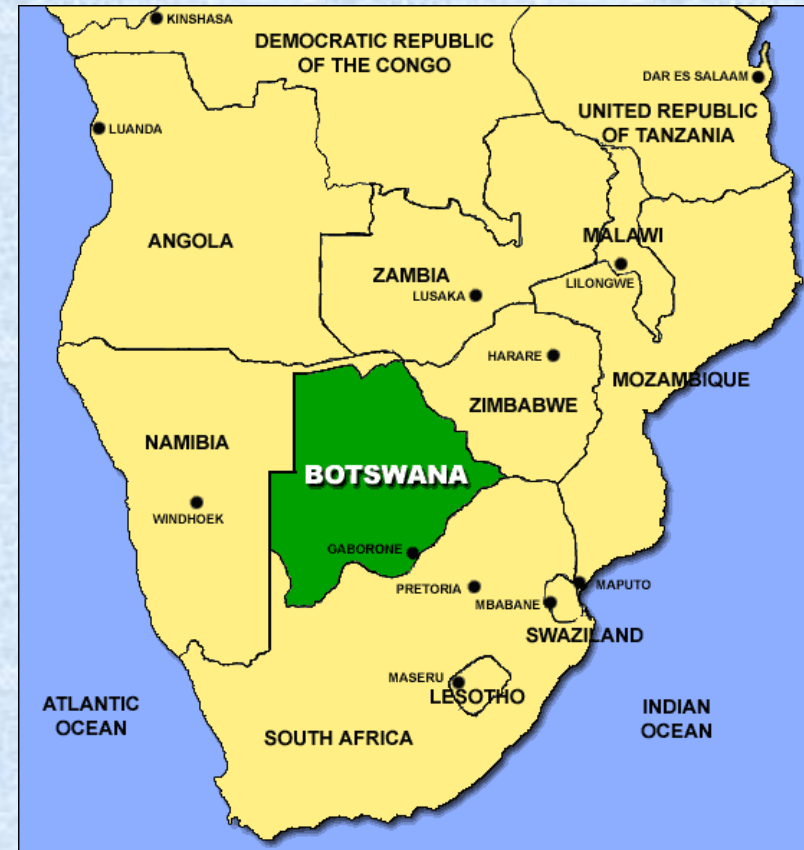 KINSHASA
DEMOCRATIC REPUBLIC
OF THE CONGO
DAR ES SALAAM
UNITED REPUBLIC
OF TANZANIA
LUANDA
ANGOLA
MALAWI
ZAMBIA
LILONGWE
LUSAKA
HARARE
MOZAMBIQUE
ZIMBABWE
NAMIBIA
BOTSWANA
WINDHOEK
GABORONE
PRETORIA
MAPUTO
MBABANE
SWAZILAND
MASERU
LESOTHO
ATLANTIC
OCEAN
INDIAN
OCEAN
SOUTH AFRICA